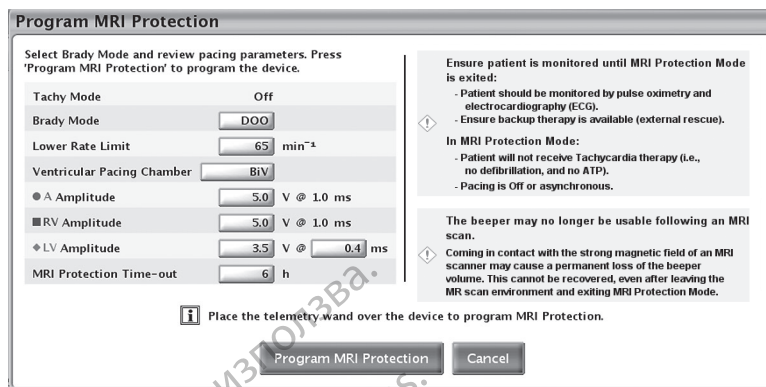 Program MRI Protection
Select Brady Mode and review pacing parameters. Press
'Program MRI Protection' to program the device.
Tachy Mode Off
Brady Mode DOO
Lower Rate Limit 65 min⁻¹
Ventricular Pacing Chamber BiV
A Amplitude 5.0 V @ 1.0 ms
RV Amplitude 5.0 V @ 1.0 ms
LV Amplitude 3.5 V @ 0.4 ms
MRI Protection Time-out 6 h
Ensure patient is monitored until MRI Protection Mode
is exited:
- Patient should be monitored by pulse oximetry and
electrocardiography (ECG).
- Ensure backup therapy is available (external rescue).
In MRI Protection Mode:
- Patient will not receive Tachycardia therapy (i.e.,
no defibrillation, and no ATP).
- Pacing is Off or asynchronous.
The beeper may no longer be usable following an MRI
scan.
Coming in contact with the strong magnetic field of an MRI
scanner may cause a permanent loss of the beeper
volume. This cannot be recovered, even after leaving the
MR scan environment and exiting MRI Protection Mode.
i Place the telemetry wand over the device to program MRI Protection.
Program MRI Protection Cancel